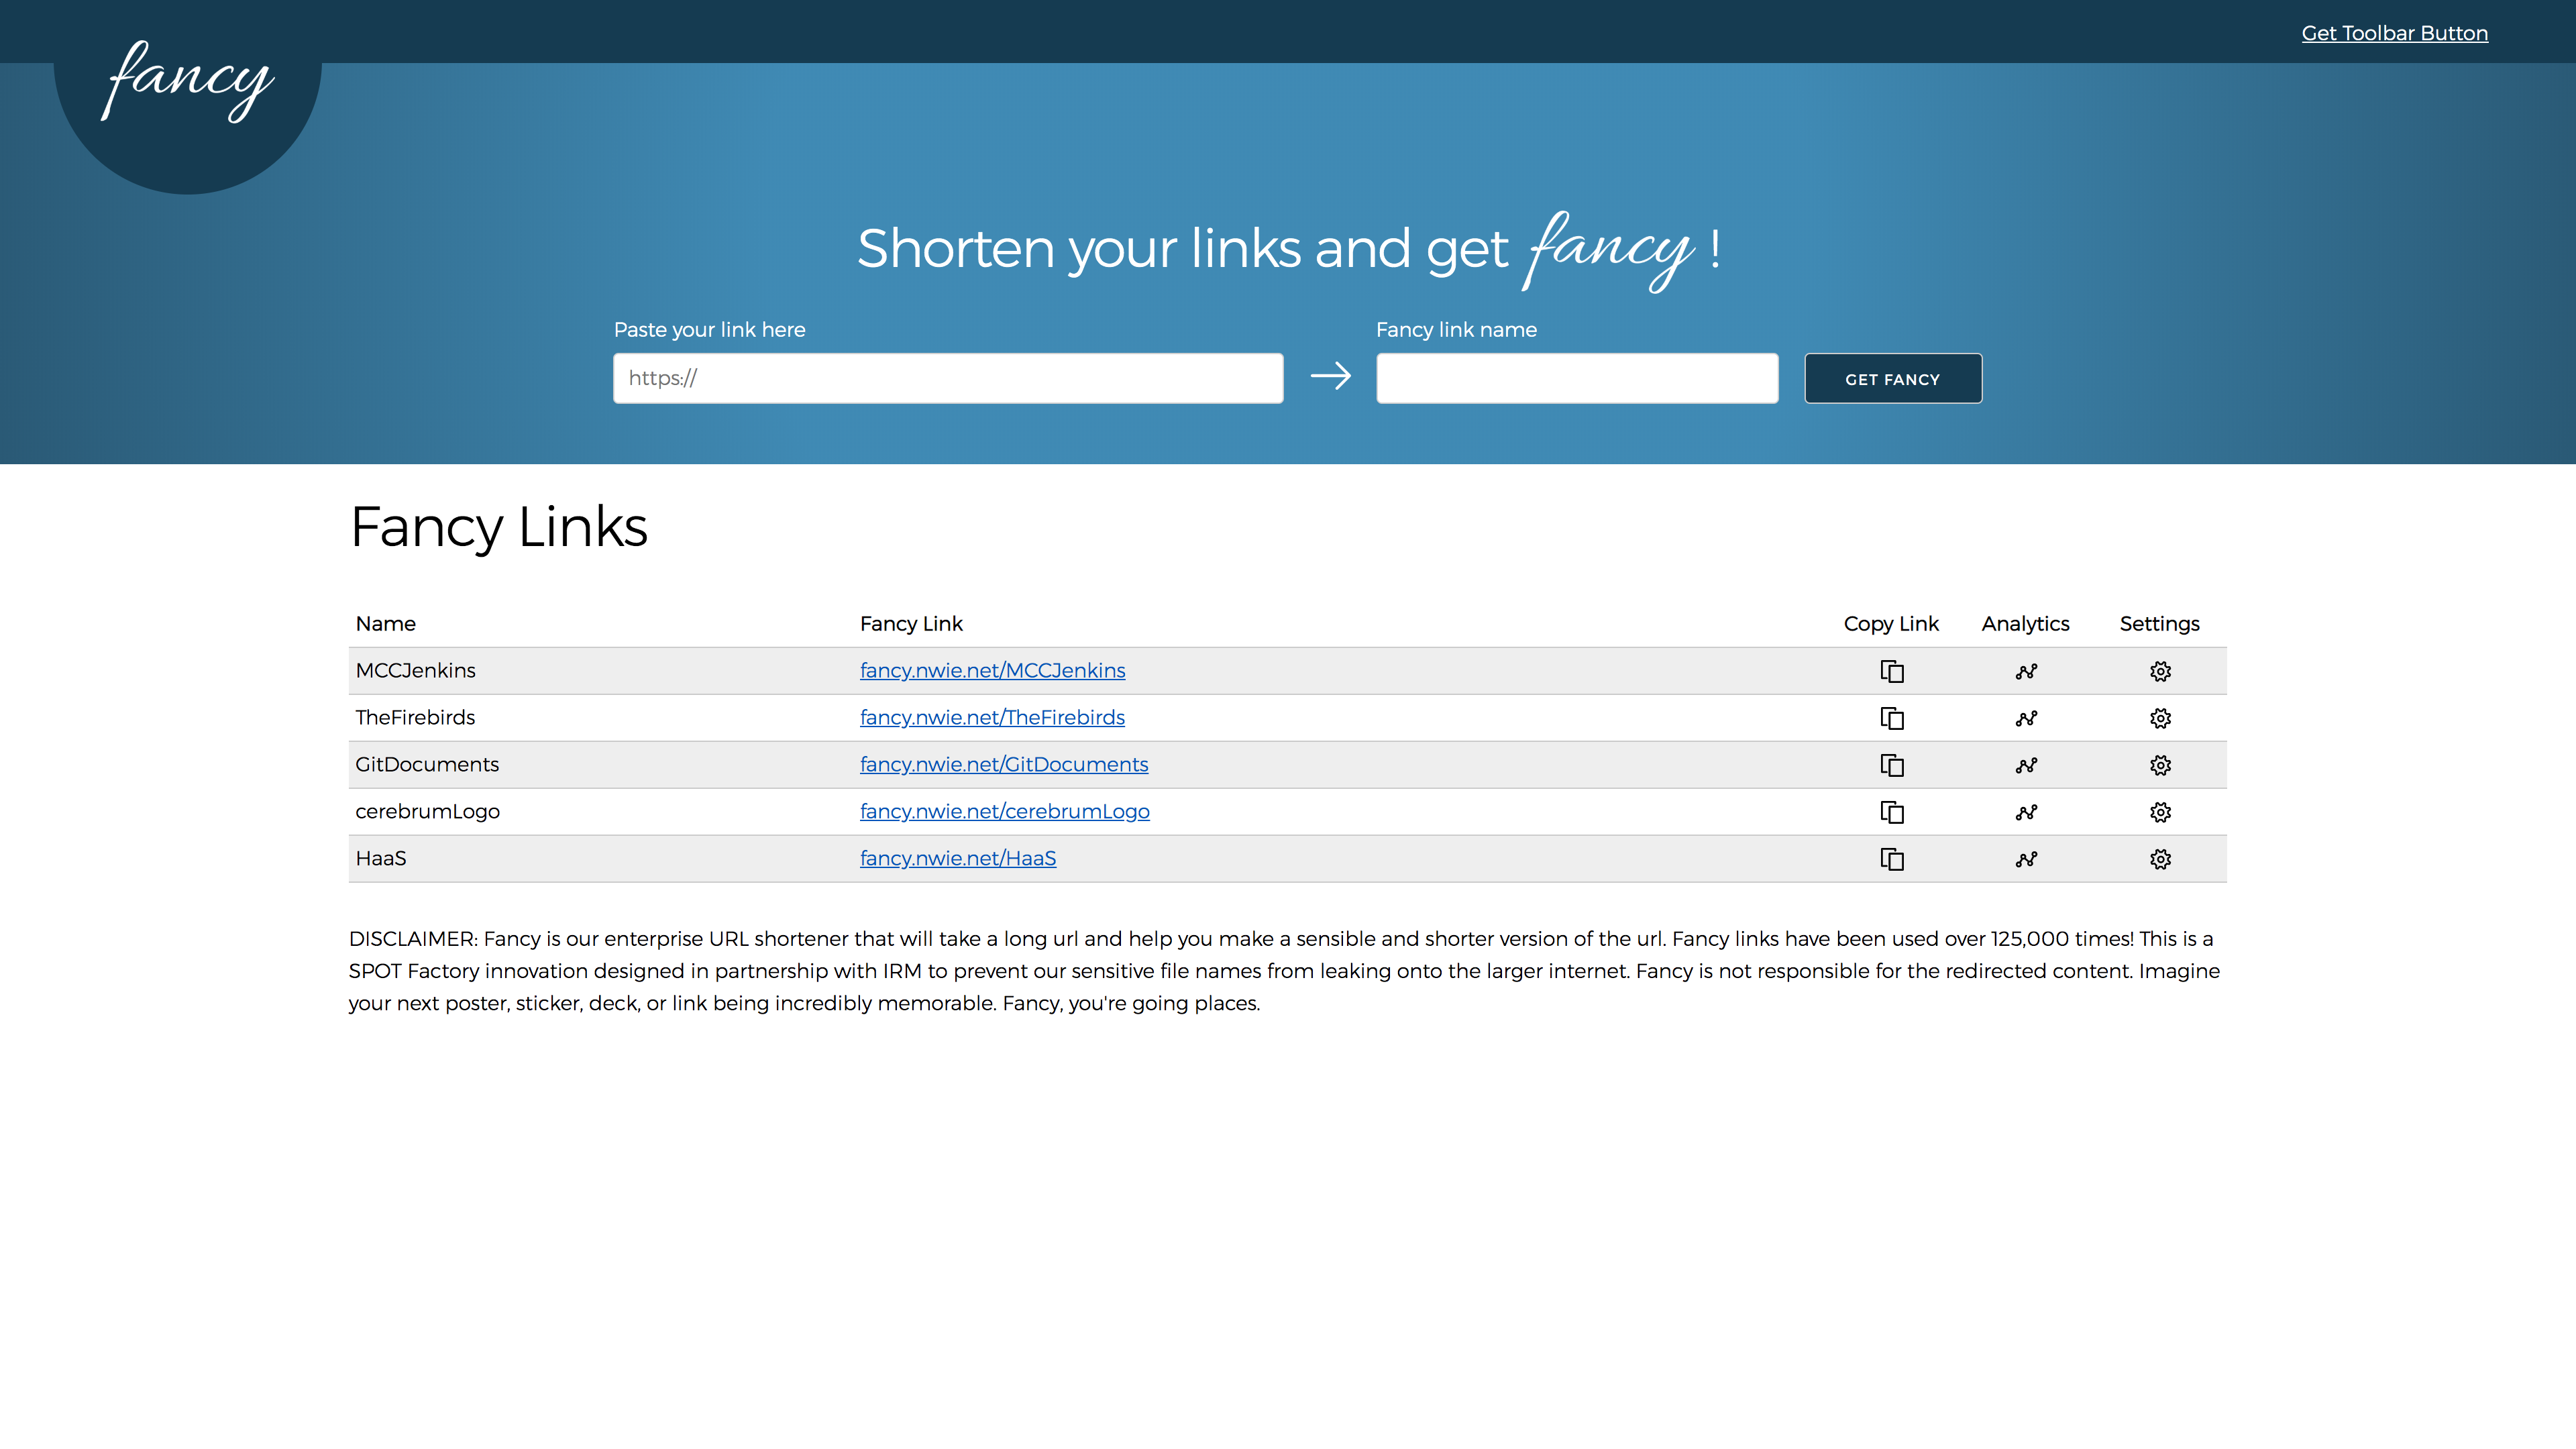 Get Toolbar Button
fancy
Shorten your links and get fancy !
Paste your link here
Fancy link name
https://
GET FANCY
Fancy Links
Name Fancy Link Copy Link Analytics Settings
MCCJenkins fancy.nwie.net/MCCJenkins
TheFirebirds fancy.nwie.net/TheFirebirds
GitDocuments fancy.nwie.net/GitDocuments
cerebrumLogo fancy.nwie.net/cerebrumLogo
HaaS fancy.nwie.net/HaaS
DISCLAIMER: Fancy is our enterprise URL shortener that will take a long url and help you make a sensible and shorter version of the url. Fancy links have been used over 125,000 times! This is a
SPOT Factory innovation designed in partnership with IRM to prevent our sensitive file names from leaking onto the larger internet. Fancy is not responsible for the redirected content. Imagine
your next poster, sticker, deck, or link being incredibly memorable. Fancy, you're going places.